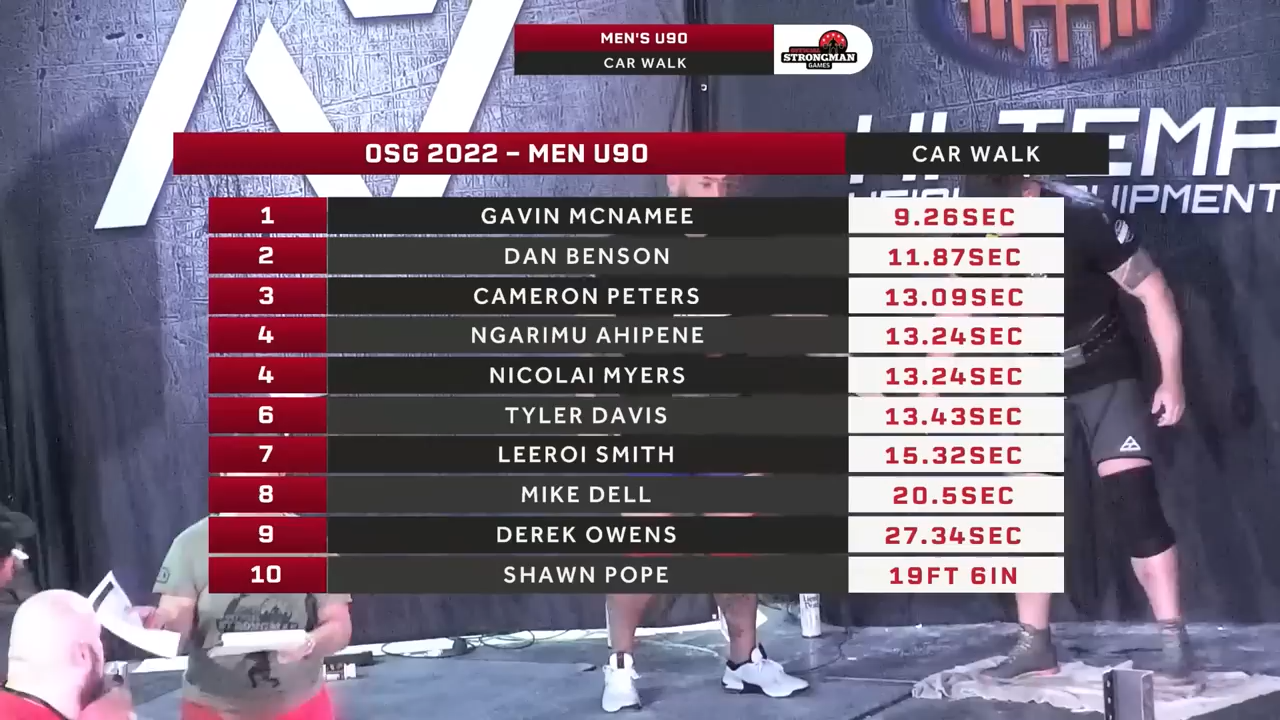 MEN'S U90
CAR WALK
OFFICIAL
STRONGMAN
GAMES
OSG 2022 – MEN U90
CAR WALK
1 GAVIN MCNAMEE 9.26SEC
2 DAN BENSON 11.87SEC
3 CAMERON PETERS 13.09SEC
4 NGARIMU AHIPENE 13.24SEC
4 NICOLAI MYERS 13.24SEC
6 TYLER DAVIS 13.43SEC
7 LEEROI SMITH 15.32SEC
8 MIKE DELL 20.5SEC
9 DEREK OWENS 27.34SEC
10 SHAWN POPE 19FT 6IN
STRONGMAN